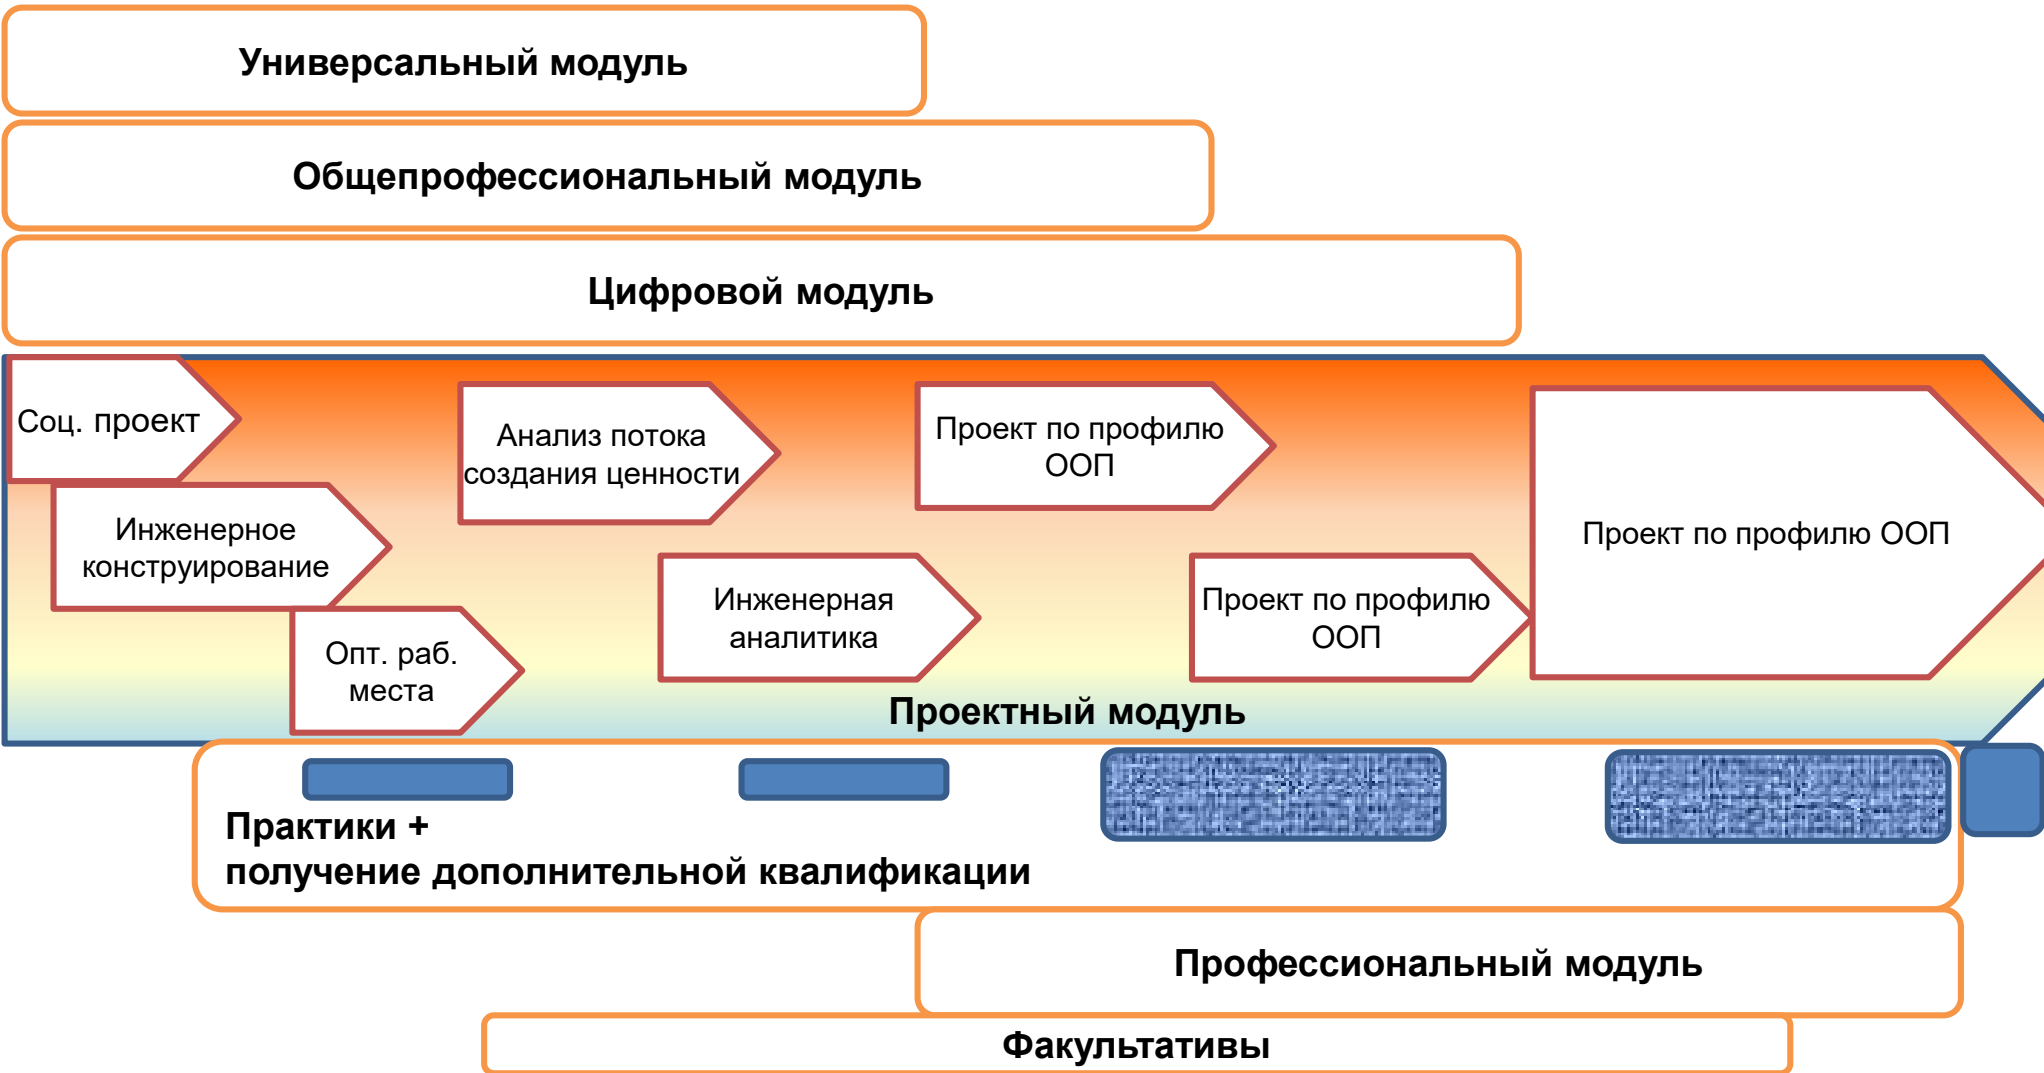 Универсальный модуль
Общепрофессиональный модуль
Цифровой модуль
Соц. проект
Инженерное
конструирование
Опт. раб.
места
Анализ потока
создания ценности
Инженерная
аналитика
Проект по профилю
ООП
Проект по профилю
ООП
Проект по профилю ООП
Проектный модуль
Практики +
получение дополнительной квалификации
Профессиональный модуль
Факультативы